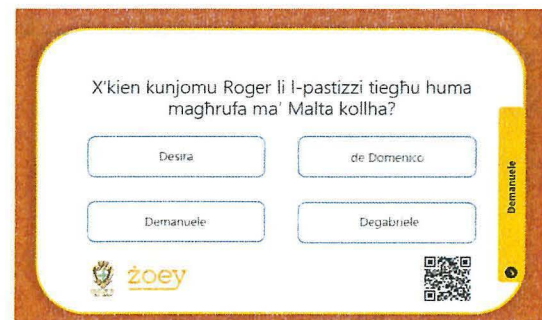 X'kien kunjomu Roger li l-pastizzi tiegħu huma
magħrufa ma' Malta kollha?
Desira
de Domenico
Demanuele
Degabriele
żoey
Demanuele